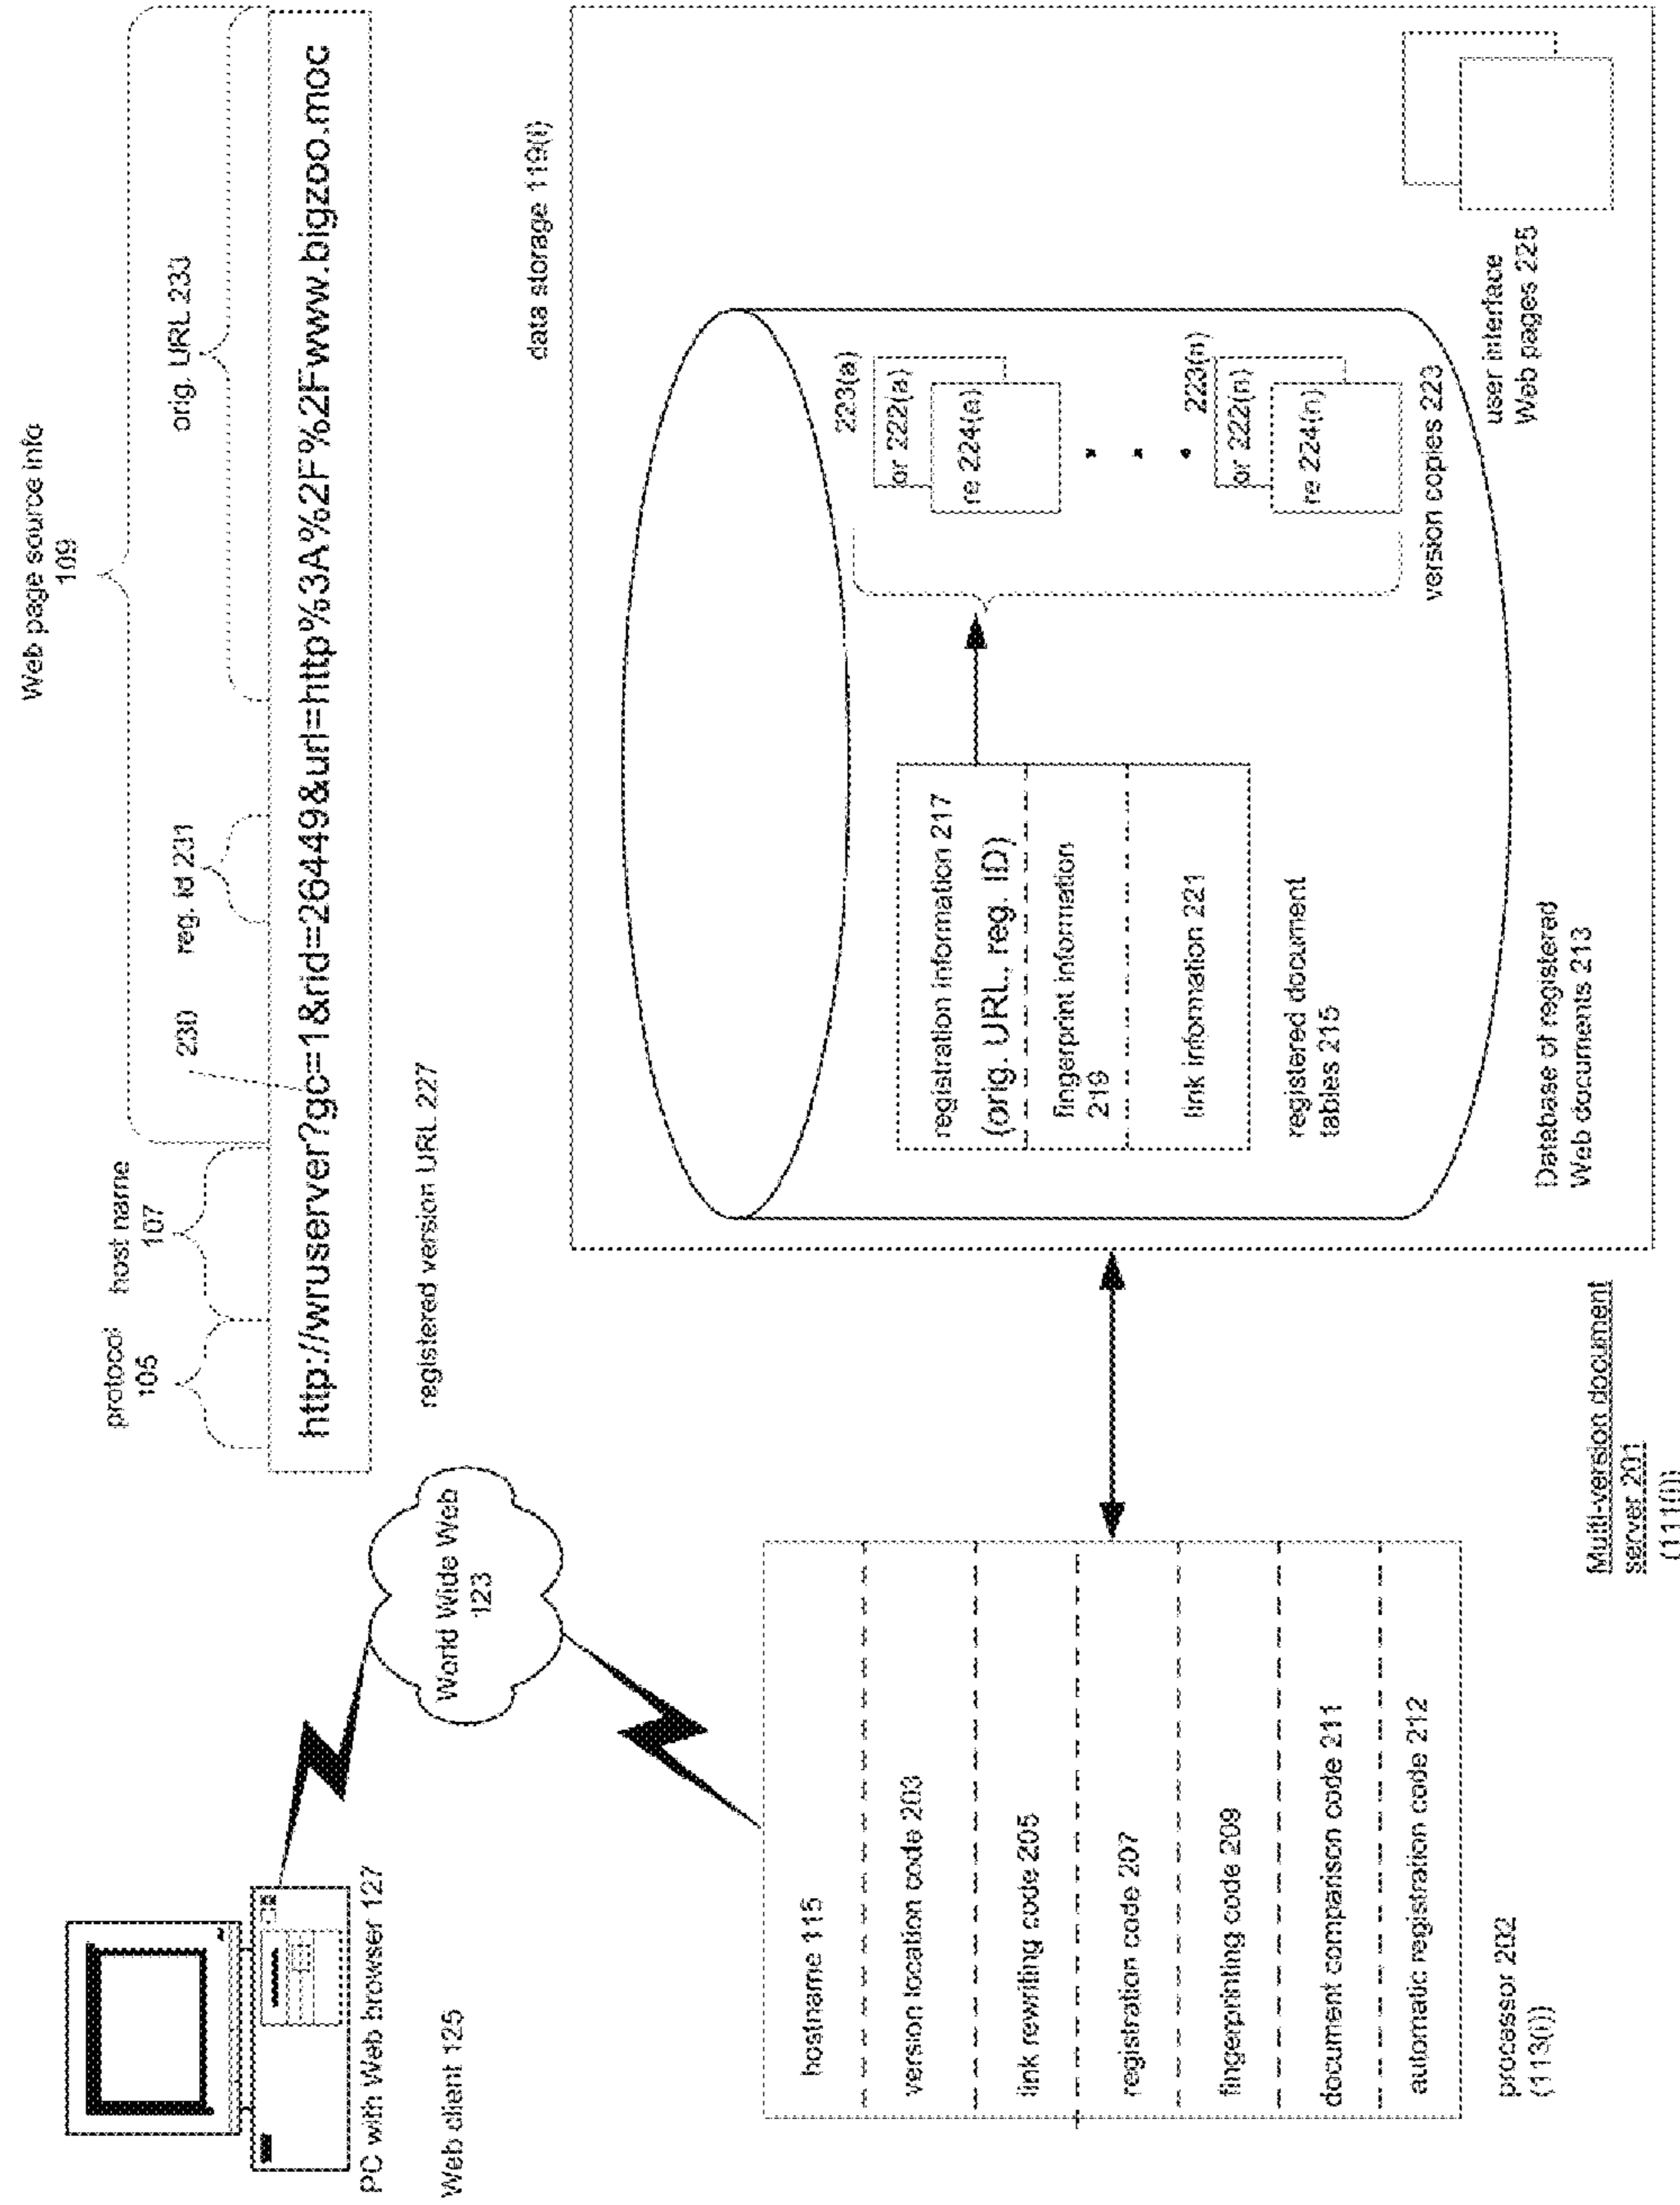 Web page source info
109
protocol
105
host name
107
230
reg. id 231
orig. URL 233
http://wruserver?gc=1&rid=26449&url=http%3A%2F%2Fwww.bigzoo.moc
registered version URL 227
PC with Web browser 127
Web client 125
World Wide Web
123
hostname 115
version location code 203
link rewriting code 205
registration code 207
fingerprinting code 209
document comparison code 211
automatic registration code 212
processor 202
(113(i))
Multi-version document
server 201
(111(i))
data storage 119(i)
registration information 217
(orig. URL, reg. ID)
fingerprint information
219
link information 221
registered document
tables 215
223(a)
or 222(a)
re 224(a)
223(n)
or 222(n)
re 224(n)
version copies 223
Database of registered
Web documents 213
user interface
Web pages 225